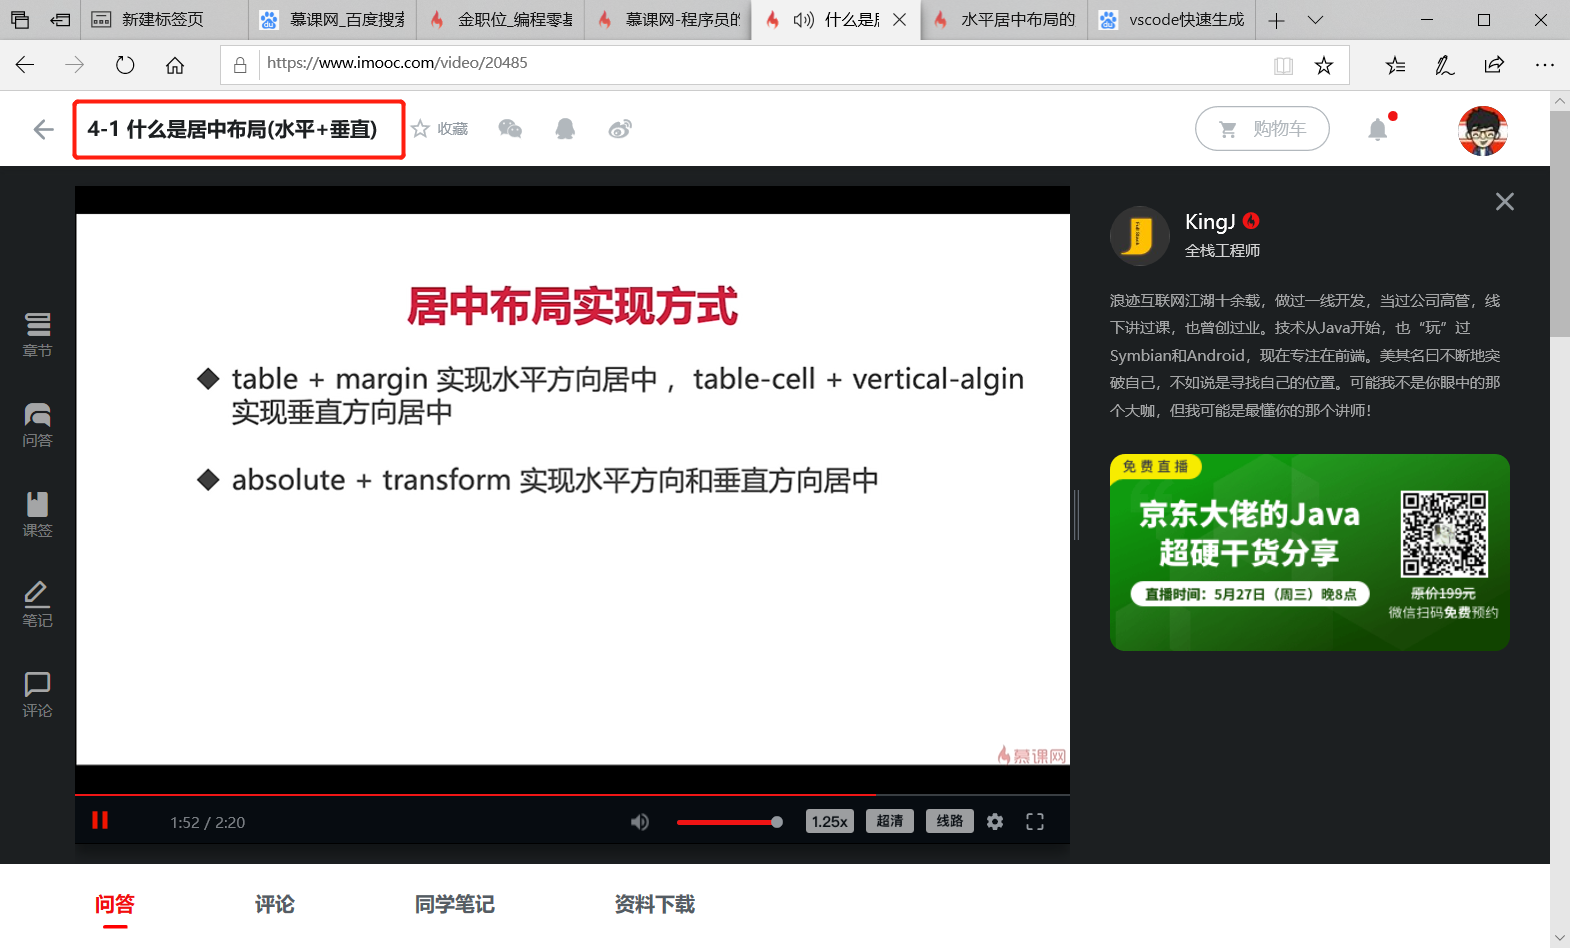 新建标签页
慕课网_百度搜索
金职位_编程零基
慕课网-程序员的
什么是居
水平居中布局的
vscode快速生成
https://www.imooc.com/video/20485
4-1 什么是居中布局(水平+垂直)
收藏
购物车
章节
问答
课签
笔记
评论
居中布局实现方式
table + margin 实现水平方向居中 ，table-cell + vertical-algin
实现垂直方向居中
absolute + transform 实现水平方向和垂直方向居中
慕课网
1:52 / 2:20
1.25x
超清
线路
KingJ
全栈工程师
浪迹互联网江湖十余载，做过一线开发，当过公司高管，线
下讲过课，也曾创过业。技术从Java开始，也“玩”过
Symbian和Android，现在专注在前端。美其名曰不断地突
破自己，不如说是寻找自己的位置。可能我不是你眼中的那
个大咖，但我可能是最懂你的那个讲师！
免费直播
京东大佬的Java
超硬干货分享
直播时间：5月27日（周三）晚8点
原价199元
微信扫码免费预约
问答
评论
同学笔记
资料下载